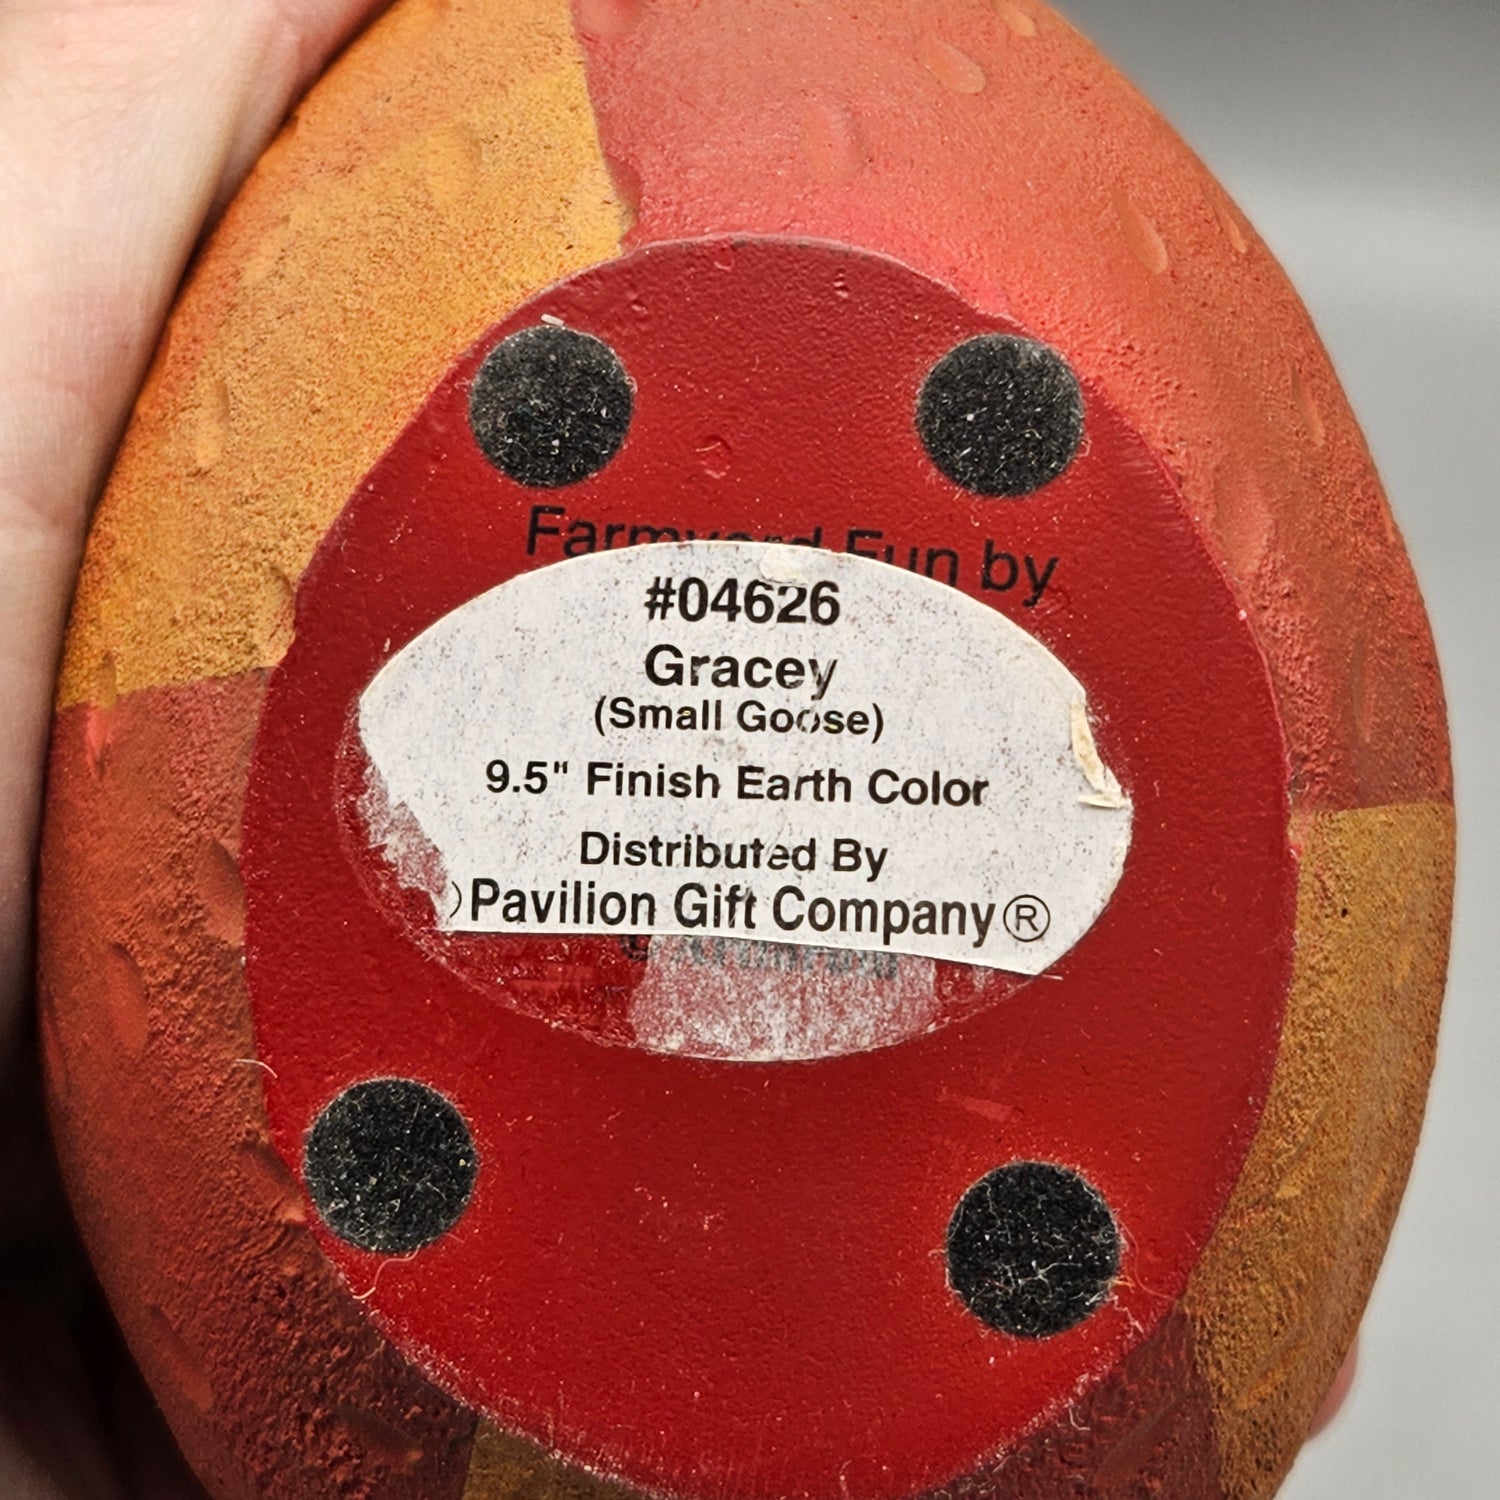 Farmyard Fun by
#04626
Gracey
(Small Goose)
9.5" Finish Earth Color
Distributed By
Pavilion Gift Company®